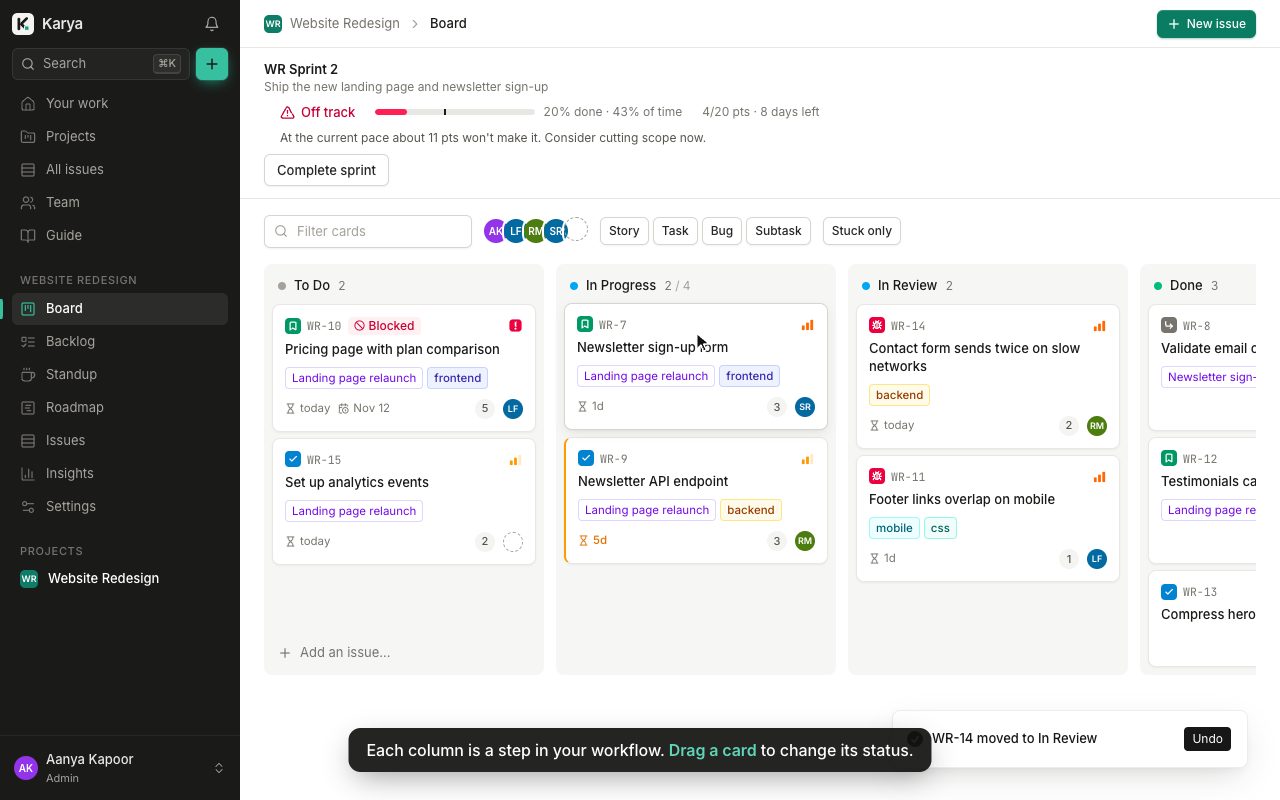 Karya
Search ⌘K
Your work
Projects
All issues
Team
Guide
WEBSITE REDESIGN
Board
Backlog
Standup
Roadmap
Issues
Insights
Settings
PROJECTS
WR Website Redesign
AK Aanya Kapoor
Admin
WR Website Redesign > Board
New issue
WR Sprint 2
Ship the new landing page and newsletter sign-up
Off track 20% done · 43% of time 4/20 pts · 8 days left
At the current pace about 11 pts won't make it. Consider cutting scope now.
Complete sprint
Filter cards AK LF RM SR Story Task Bug Subtask Stuck only
To Do 2
WR-10 Blocked
Pricing page with plan comparison
Landing page relaunch frontend
today Nov 12 5 LF
WR-15
Set up analytics events
Landing page relaunch
today 2
Add an issue...
In Progress 2 / 4
WR-7
Newsletter sign-up form
Landing page relaunch frontend
1d 3 SR
WR-9
Newsletter API endpoint
Landing page relaunch backend
5d 3 RM
In Review 2
WR-14
Contact form sends twice on slow
networks
backend
today 2 RM
WR-11
Footer links overlap on mobile
mobile css
1d 1 LF
Done 3
WR-8
Validate email
Newsletter sign-
WR-12
Testimonials
Landing page
WR-13
Compress hero
Each column is a step in your workflow. Drag a card to change its status.
WR-14 moved to In Review Undo